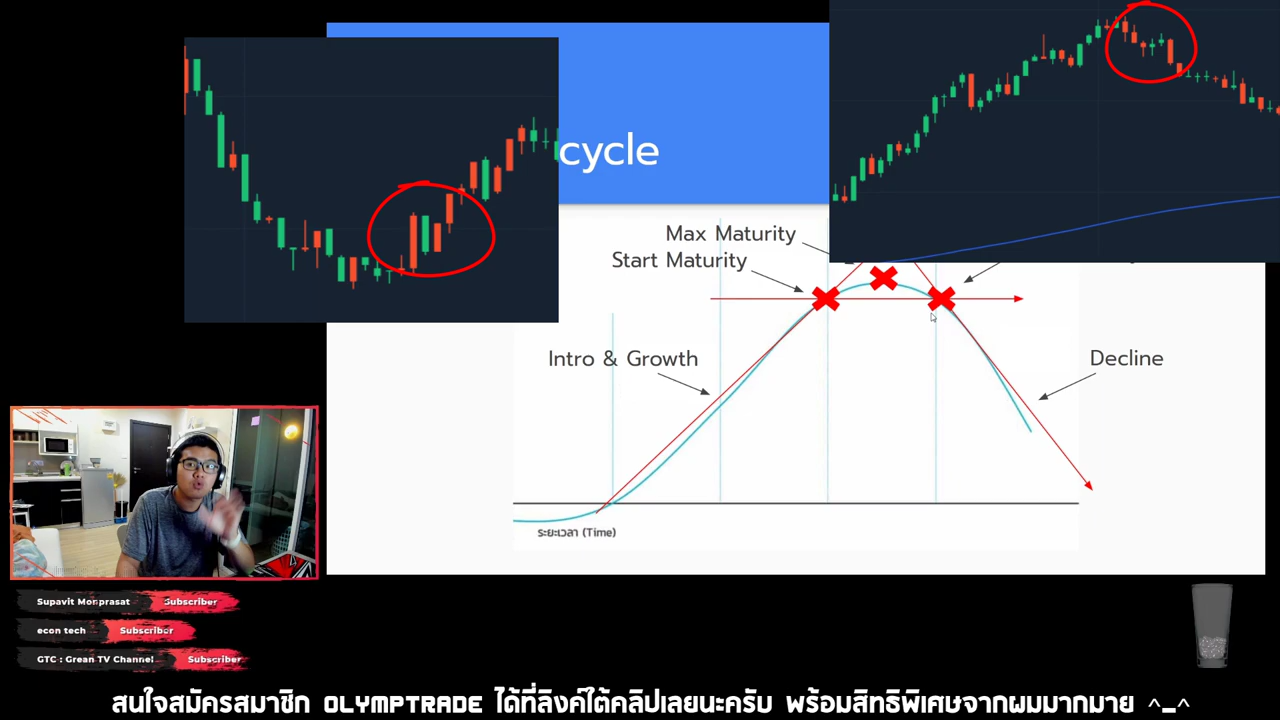 cycle
Max Maturity
Start Maturity
Intro & Growth
Decline
ระยะเวลา (Time)
Supavit Monprasat Subscriber
econ tech Subscriber
GTC : Grean TV Channel Subscriber
สนใจสมัครสมาชิก OLYMPTRADE ได้ที่ลิงค์ใต้คลิปเลยนะครับ พร้อมสิทธิพิเศษจากผมมากมาย ^_^